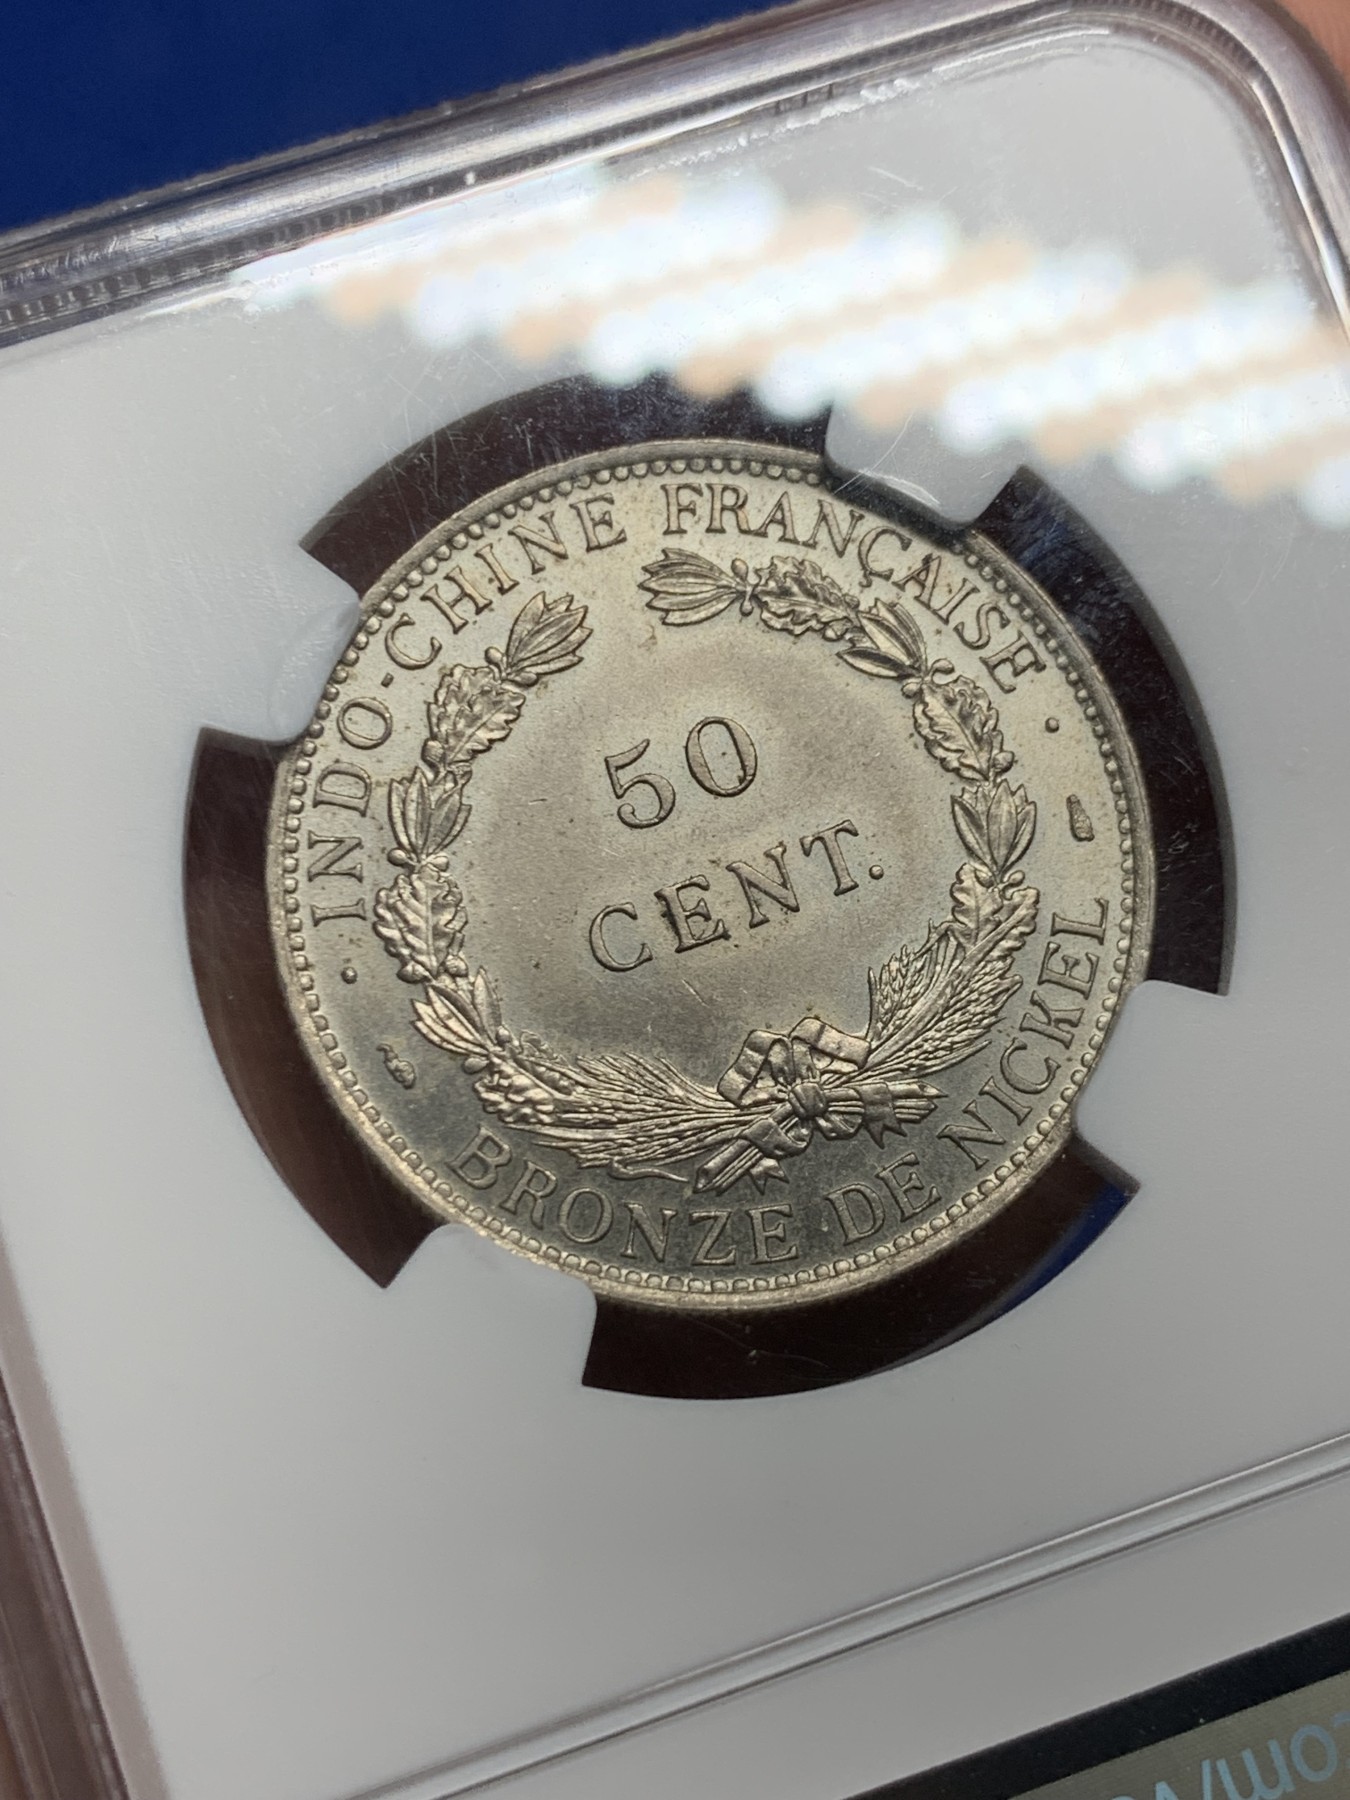 INDO-CHINE FRANÇAISE
50
CENT.
BRONZE DE NICKEL